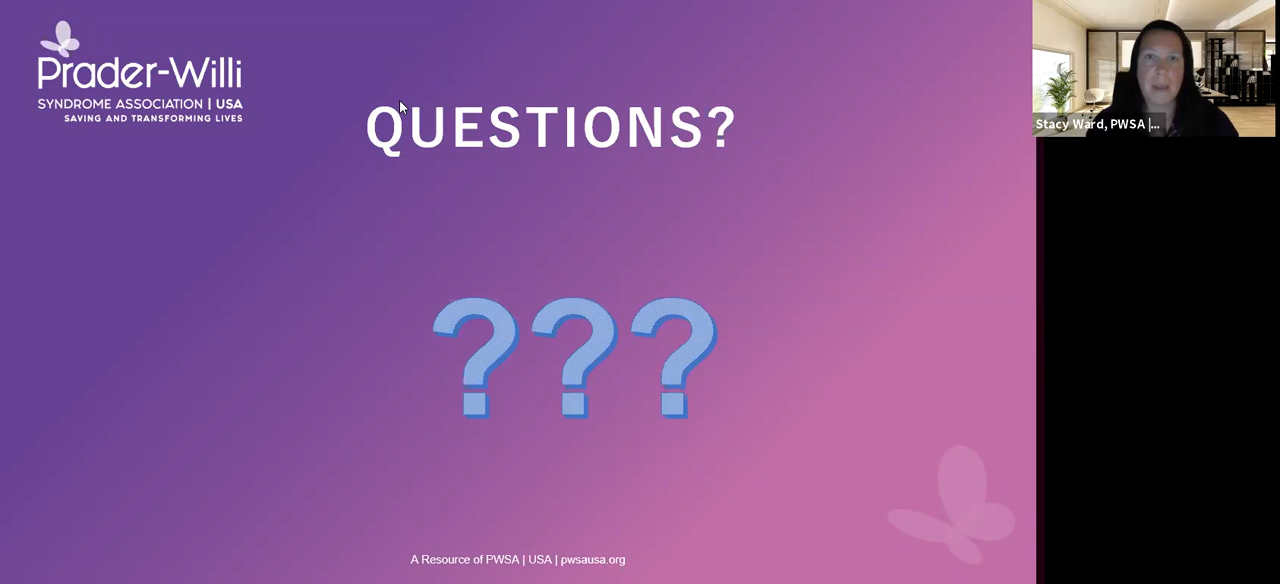 Prader-Willi
SYNDROME ASSOCIATION | USA
SAVING AND TRANSFORMING LIVES
QUESTIONS?
Stacy Ward, PWSA |...
???
A Resource of PWSA | USA | pwsausa.org